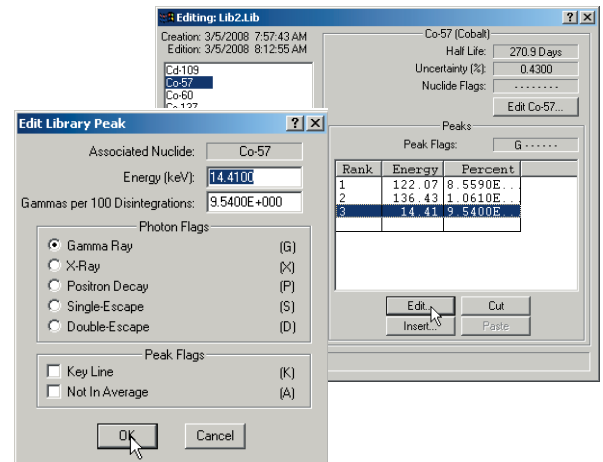 Editing: Lib2.Lib
Creation: 3/5/2008 7:57:43 AM
Edition: 3/5/2008 8:12:55 AM
Cd-109
Co-57
Co-60
Cs-137
Co-57 (Cobalt)
Half Life: 270.9 Days
Uncertainty (%): 0.4300
Nuclide Flags: - - - - - - - -
Edit Co-57...
Peaks
Peak Flags: G - - - - - -
Rank Energy Percent
1 122.07 8.5590E...
2 136.43 1.0610E...
3 14.41 9.5400E...
Edit... Cut
Insert... Paste
Edit Library Peak
Associated Nuclide: Co-57
Energy (keV): 14.4100
Gammas per 100 Disintegrations: 9.5400E+000
Photon Flags
Gamma Ray (G)
X-Ray (X)
Positron Decay (P)
Single-Escape (S)
Double-Escape (D)
Peak Flags
Key Line (K)
Not In Average (A)
OK Cancel